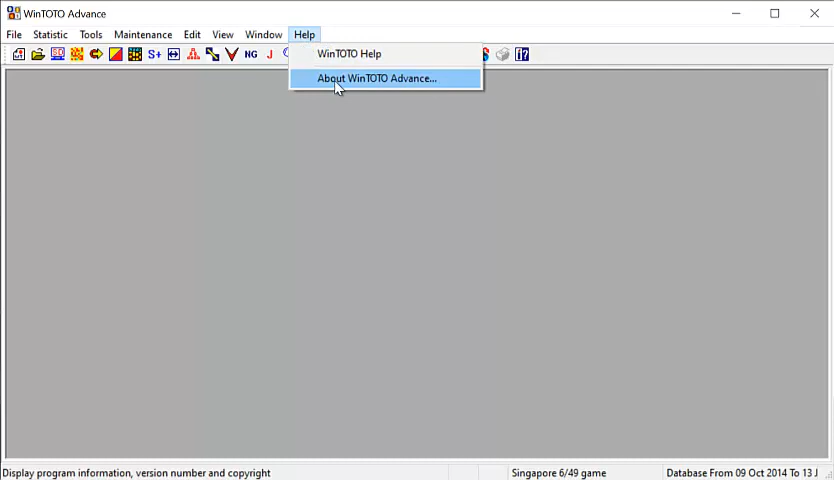 WinTOTO Advance
File Statistic Tools Maintenance Edit View Window Help
SD S+ NG J
WinTOTO Help
About WinTOTO Advance...
Display program information, version number and copyright Singapore 6/49 game Database From 09 Oct 2014 To 13 J